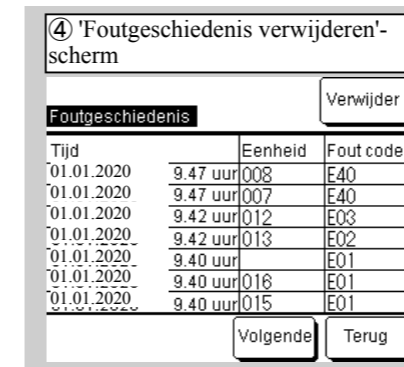 ④ 'Foutgeschiedenis verwijderen'-
scherm
Verwijder
Foutgeschiedenis
Tijd Eenheid Fout code
01.01.2020 9.47 uur 008 E40
01.01.2020 9.47 uur 007 E40
01.01.2020 9.42 uur 012 E03
01.01.2020 9.42 uur 013 E02
01.01.2020 9.40 uur E01
01.01.2020 9.40 uur 016 E01
01.01.2020 9.40 uur 015 E01
Volgende Terug